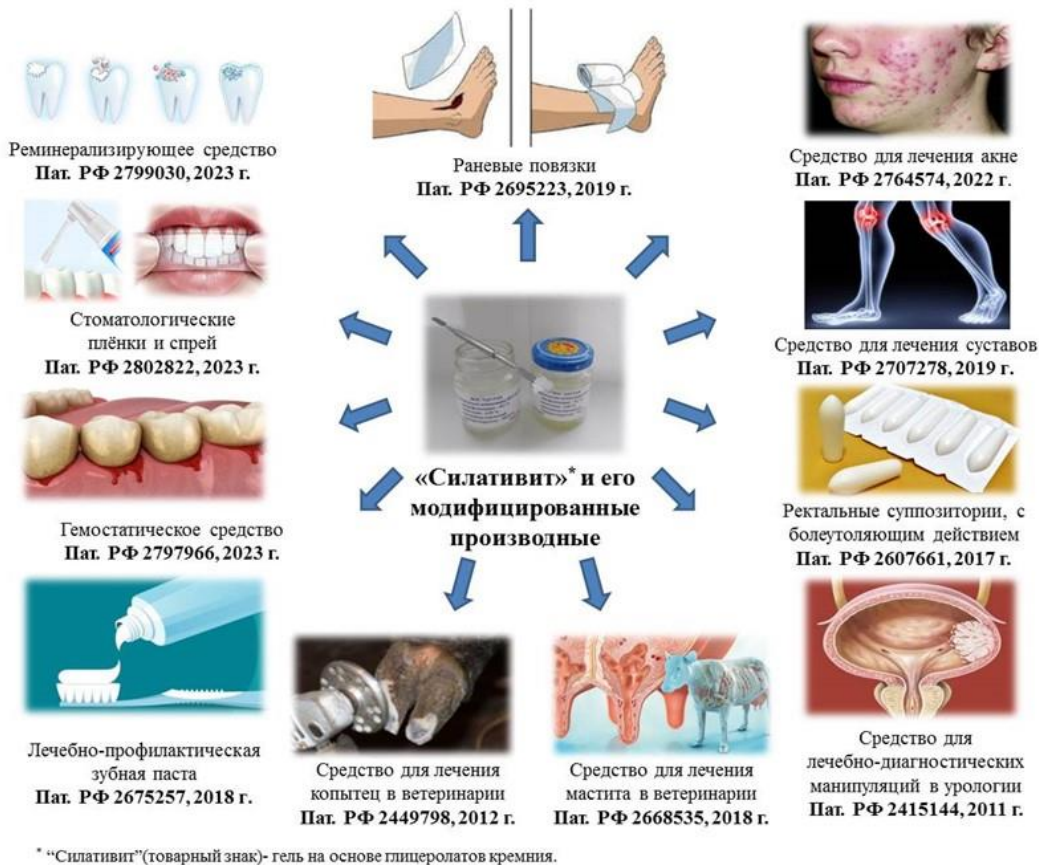 Реминерализирующее средство
Пат. РФ 2799030, 2023 г.
Раневые повязки
Пат. РФ 2695223, 2019 г.
Средство для лечения акне
Пат. РФ 2764574, 2022 г.
Стоматологические
плёнки и спрей
Пат. РФ 2802822, 2023 г.
Средство для лечения суставов
Пат. РФ 2707278, 2019 г.
«Силативит»* и его
модифицированные
производные
Гемостатическое средство
Пат. РФ 2797966, 2023 г.
Ректальные суппозитории, с
болеутоляющим действием
Пат. РФ 2607661, 2017 г.
Лечебно-профилактическая
зубная паста
Пат. РФ 2675257, 2018 г.
Средство для лечения
копытец в ветеринарии
Пат. РФ 2449798, 2012 г.
Средство для лечения
мастита в ветеринарии
Пат. РФ 2668535, 2018 г.
Средство для
лечебно-диагностических
манипуляций в урологии
Пат. РФ 2415144, 2011 г.
* “Силативит”(товарный знак)- гель на основе глицеролатов кремния.